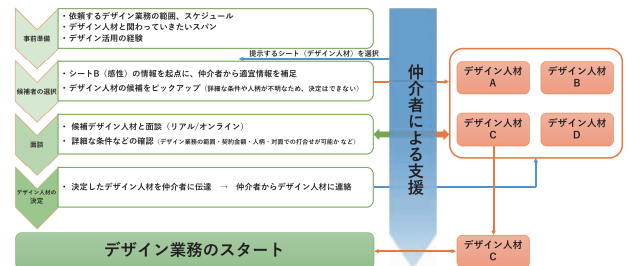 事前準備
・依頼するデザイン業務の範囲、スケジュール
・デザイン人材と関わっていきたいスパン
・デザイン活用の経験
提示するシート（デザイン人材）を選択
候補者の選択
・シートB（感性）の情報を起点に、仲介者から適宜情報を補足
・デザイン人材の候補をピックアップ（詳細な条件や人柄が不明なため、決定はできない）
面談
・候補デザイン人材と面談（リアル/オンライン）
・詳細な条件などの確認（デザイン業務の範囲・契約金額・人柄・対面での打合せが可能か など）
デザイン人材の
決定
・決定したデザイン人材を仲介者に伝達　→　仲介者からデザイン人材に連絡
デザイン業務のスタート
仲介者による支援
デザイン人材
A
デザイン人材
B
デザイン人材
C
デザイン人材
D
デザイン人材
C